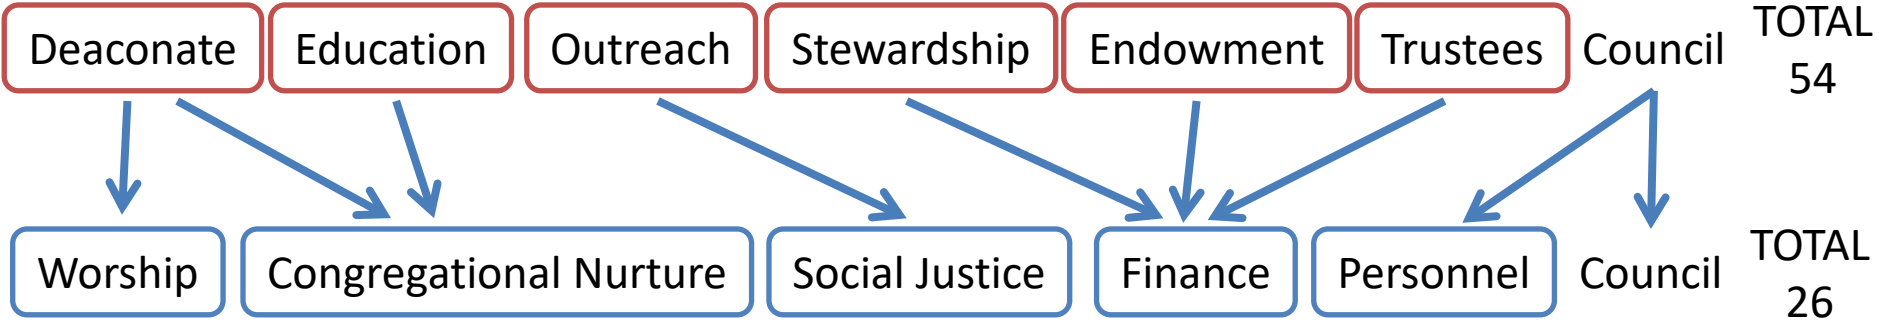 Deaconate Education Outreach Stewardship Endowment Trustees Council TOTAL
54
Worship Congregational Nurture Social Justice Finance Personnel Council TOTAL
26